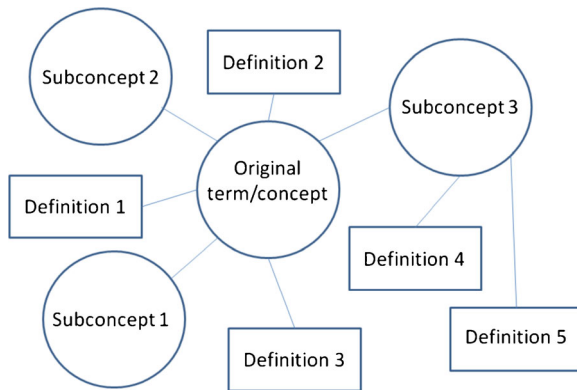 Subconcept 2
Definition 2
Subconcept 3
Original
term/concept
Definition 1
Definition 4
Subconcept 1
Definition 3
Definition 5